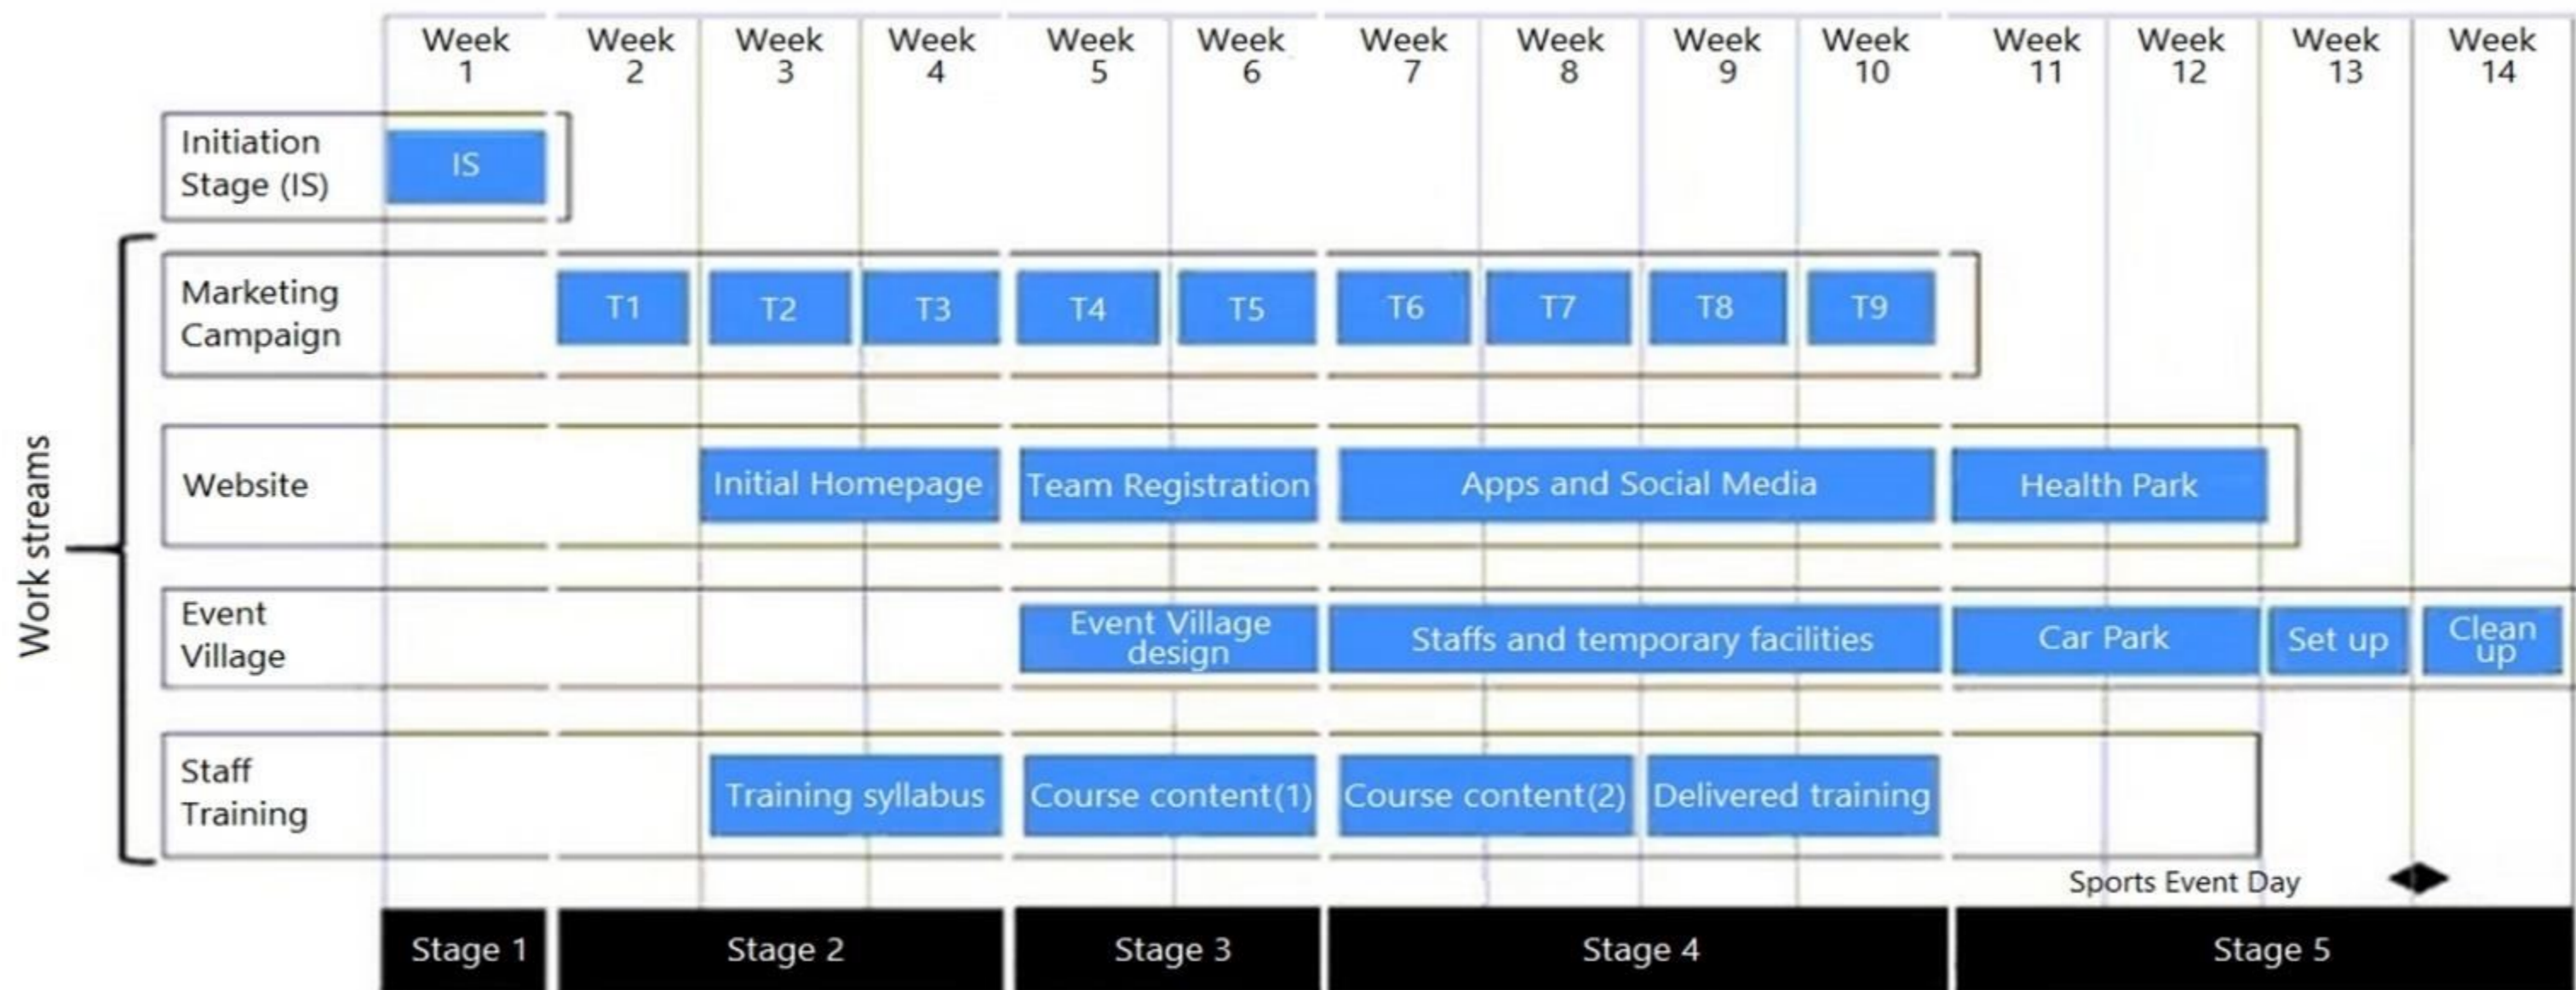 Week 1
Week 2
Week 3
Week 4
Week 5
Week 6
Week 7
Week 8
Week 9
Week 10
Week 11
Week 12
Week 13
Week 14
Initiation
Stage (IS)
IS
Work streams
Marketing
Campaign
T1
T2
T3
T4
T5
T6
T7
T8
T9
Website
Initial Homepage
Team Registration
Apps and Social Media
Health Park
Event
Village
Event Village
design
Staffs and temporary facilities
Car Park
Set up
Clean
up
Staff
Training
Training syllabus
Course content(1)
Course content(2)
Delivered training
Sports Event Day
Stage 1
Stage 2
Stage 3
Stage 4
Stage 5